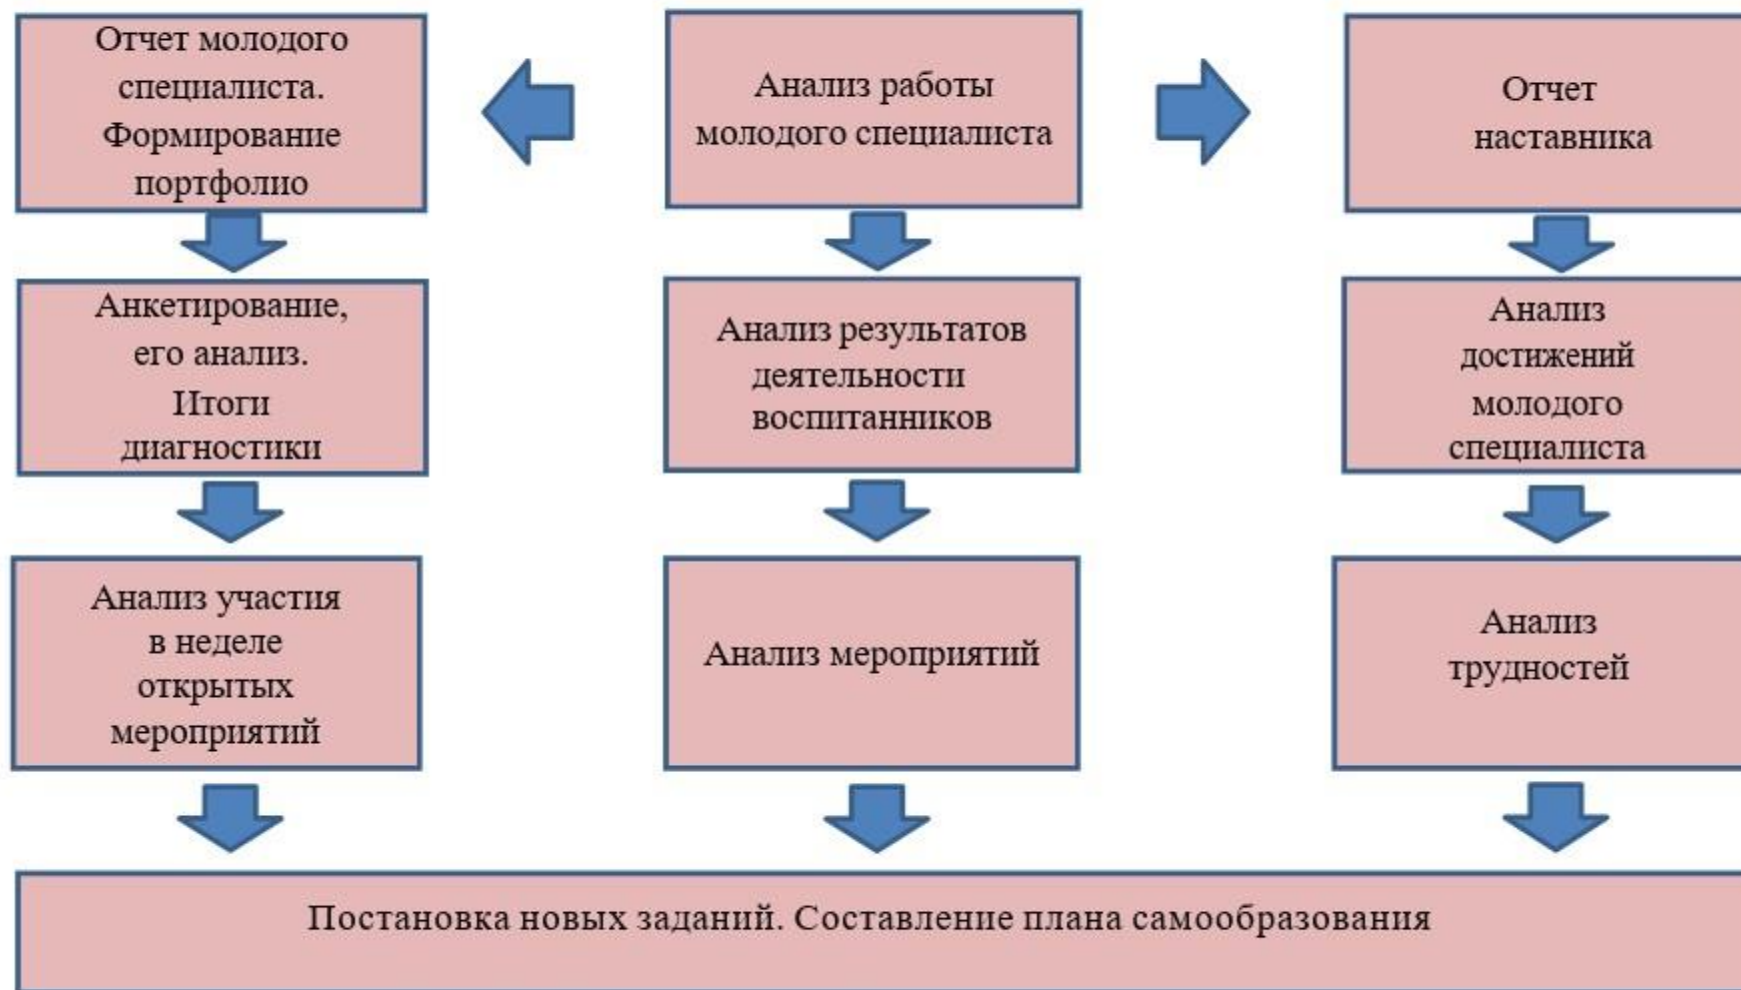 Отчет молодого
специалиста.
Формирование
портфолио
Анализ работы
молодого специалиста
Отчет
наставника
Анкетирование,
его анализ.
Итоги
диагностики
Анализ результатов
деятельности
воспитанников
Анализ
достижений
молодого
специалиста
Анализ участия
в неделе
открытых
мероприятий
Анализ мероприятий
Анализ
трудностей
Постановка новых заданий. Составление плана самообразования